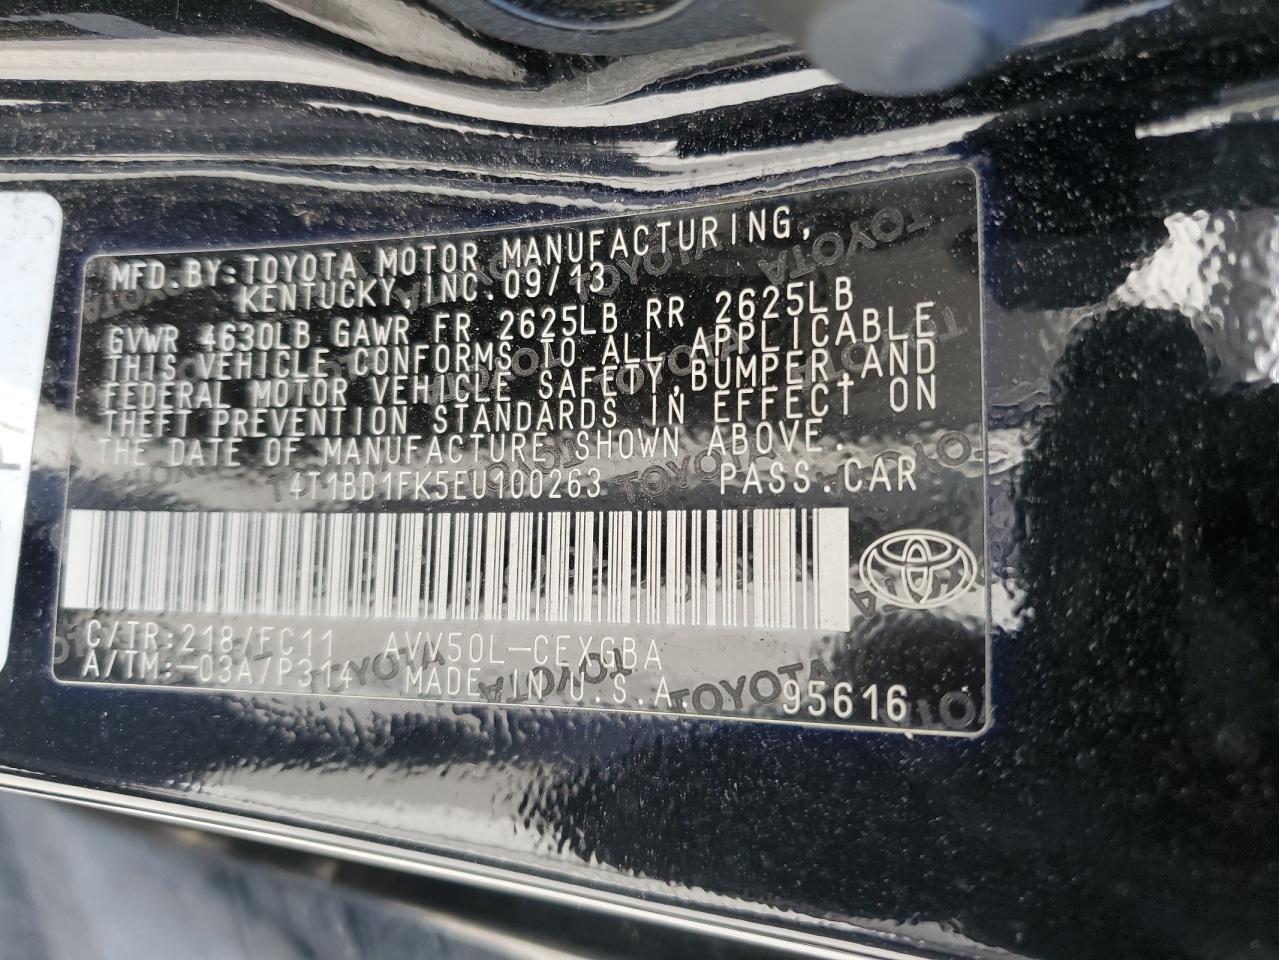 MFD.BY:TOYOTA MOTOR MANUFACTURING,
KENTUCKY,INC.09/13
GVWR 4630LB GAWR FR 2625LB RR 2625LB
THIS VEHICLE CONFORMS TO ALL APPLICABLE
FEDERAL MOTOR VEHICLE SAFETY,BUMPER,AND
THEFT PREVENTION STANDARDS IN EFFECT ON
THE DATE OF MANUFACTURE SHOWN ABOVE.
4T1BD1FK5EU100263 PASS.CAR
C/TR:218/FC11 AVV50L-CEXGBA
A/TM:-03A/P314 MADE IN U.S.A. 95616